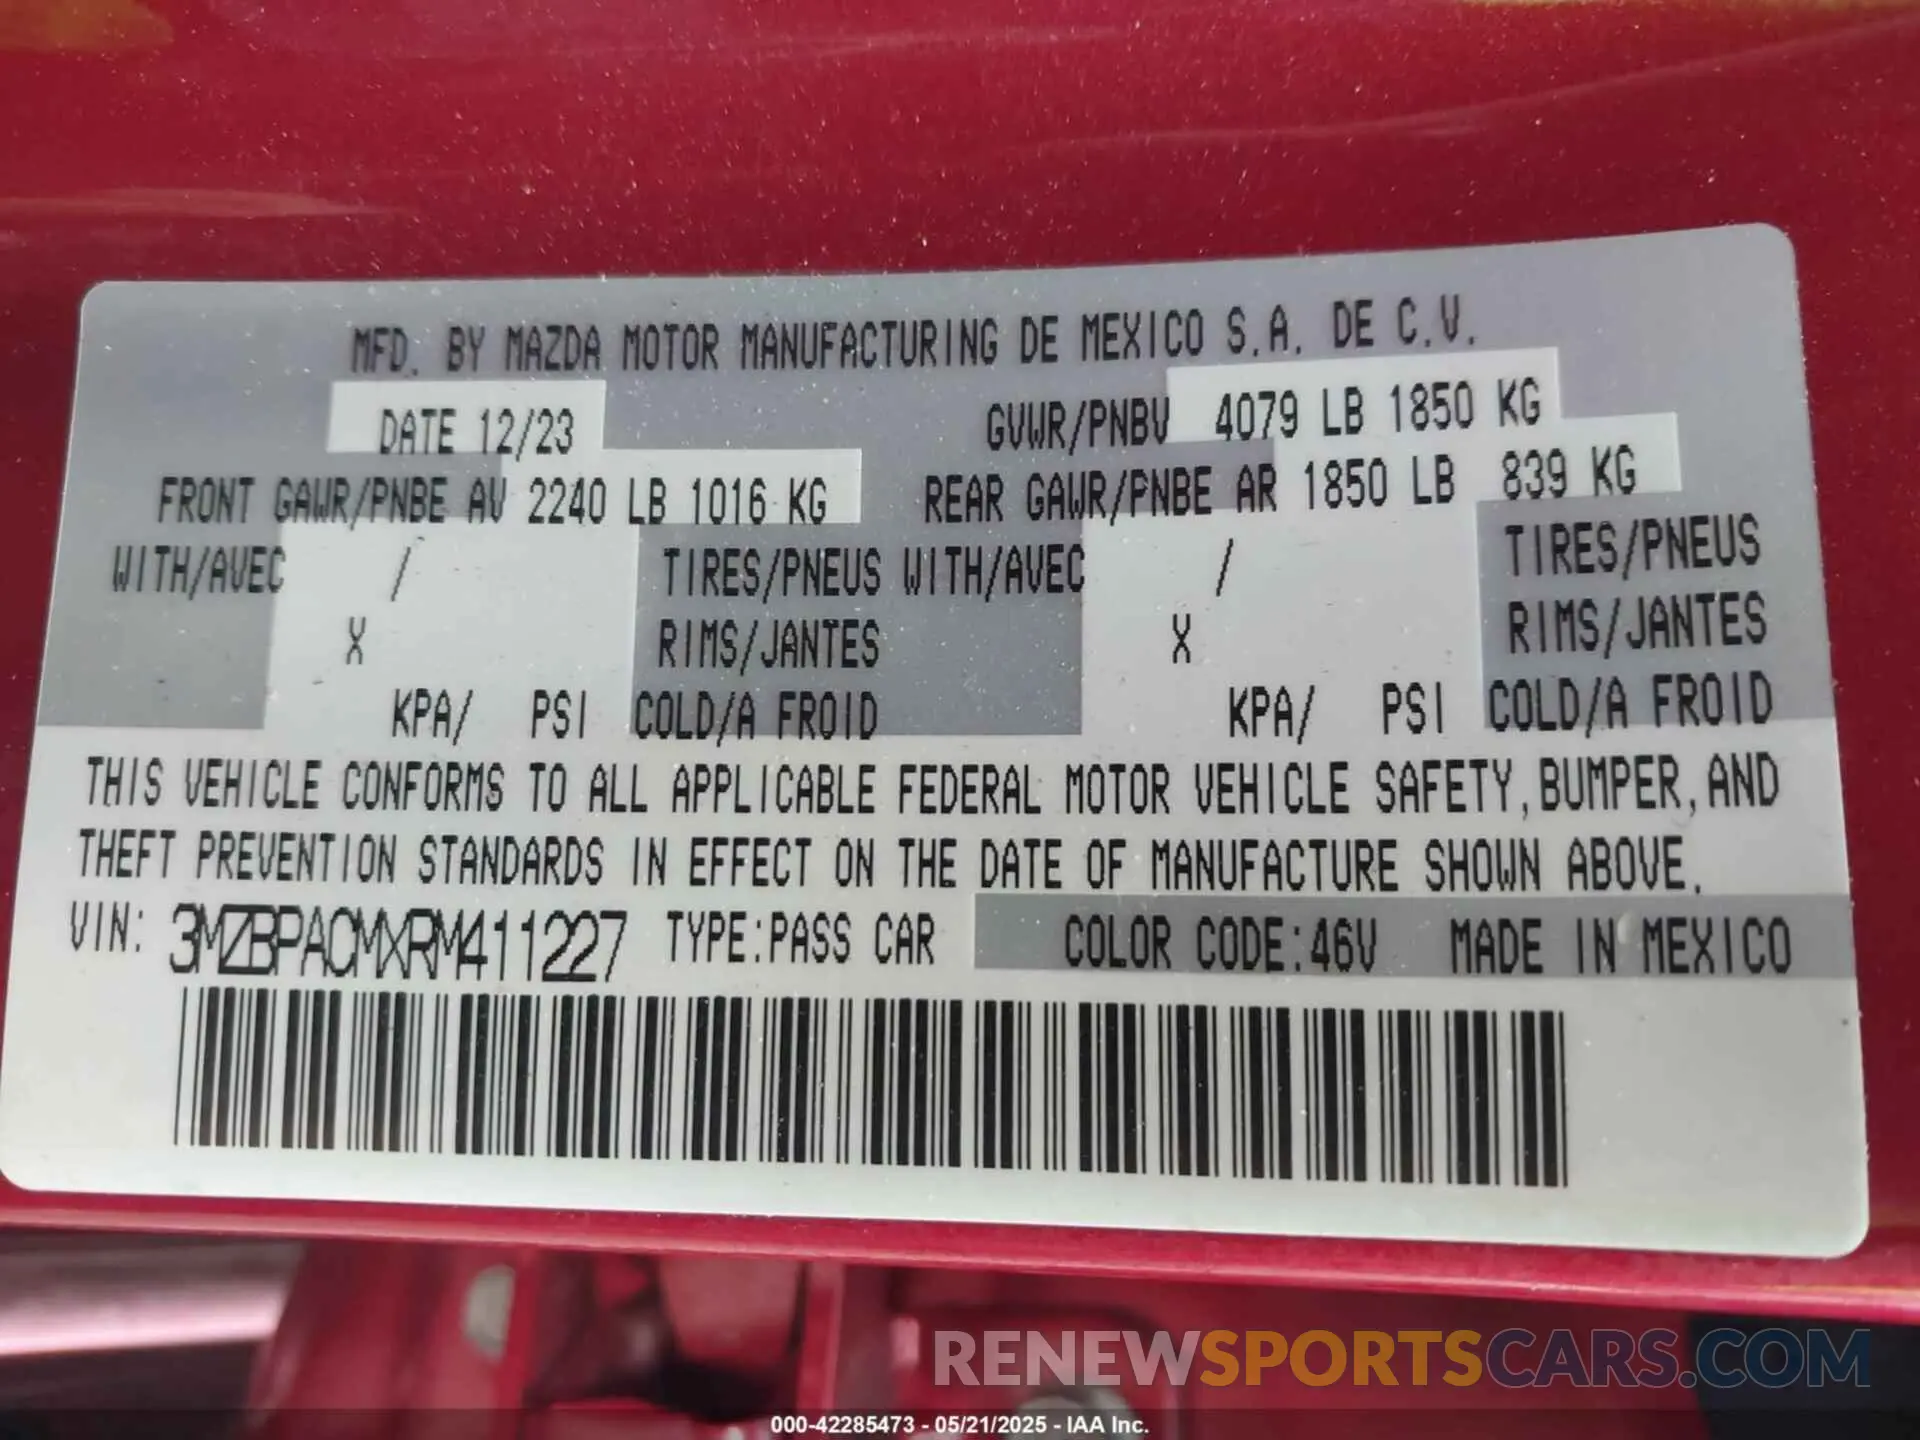 MFD. BY MAZDA MOTOR MANUFACTURING DE MEXICO S.A. DE C.V.
DATE 12/23 GVWR/PNBV 4079 LB 1850 KG
FRONT GAWR/PNBE AV 2240 LB 1016 KG REAR GAWR/PNBE AR 1850 LB 839 KG
WITH/AVEC / TIRES/PNEUS WITH/AVEC / TIRES/PNEUS
X RIMS/JANTES X RIMS/JANTES
KPA/ PSI COLD/A FROID KPA/ PSI COLD/A FROID
THIS VEHICLE CONFORMS TO ALL APPLICABLE FEDERAL MOTOR VEHICLE SAFETY,BUMPER,AND
THEFT PREVENTION STANDARDS IN EFFECT ON THE DATE OF MANUFACTURE SHOWN ABOVE.
VIN: 3MZBPACMXRM411227 TYPE:PASS CAR COLOR CODE:46V MADE IN MEXICO
RENEWSPORTSCARS.COM
000-42285473 - 05/21/2025 - IAA Inc.